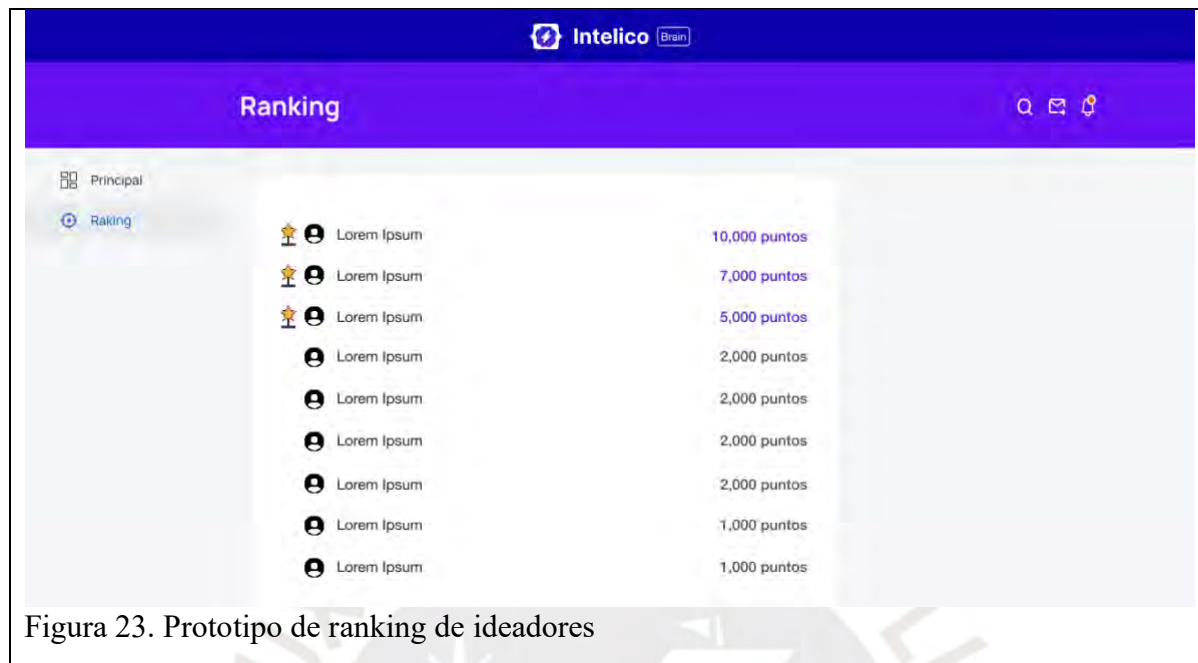 Intelico Brain
Ranking
Principal
Raking
Lorem Ipsum 10,000 puntos
Lorem Ipsum 7,000 puntos
Lorem Ipsum 5,000 puntos
Lorem Ipsum 2,000 puntos
Lorem Ipsum 2,000 puntos
Lorem Ipsum 2,000 puntos
Lorem Ipsum 2,000 puntos
Lorem Ipsum 1,000 puntos
Lorem Ipsum 1,000 puntos
Figura 23. Prototipo de ranking de ideadores